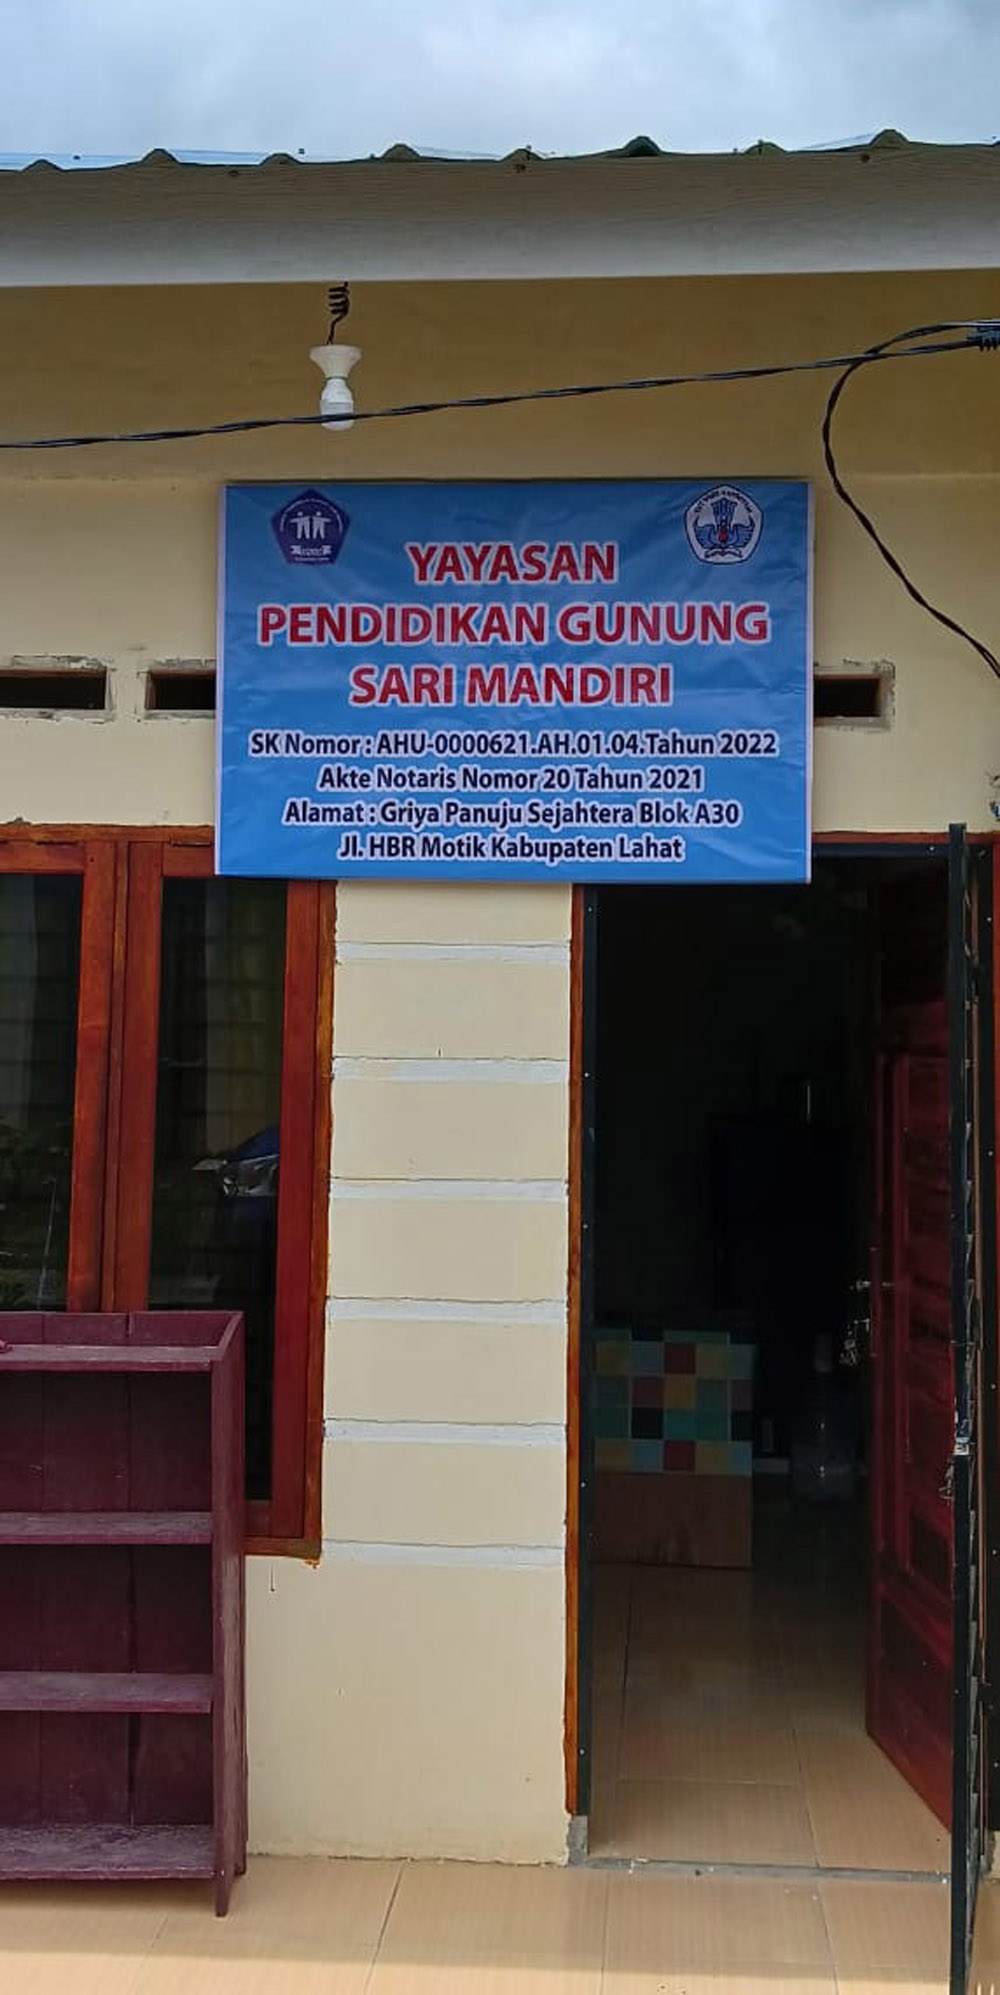 YAYASAN
PENDIDIKAN GUNUNG
SARI MANDIRI
SK Nomor : AHU-0000621.AH.01.04.Tahun 2022
Akte Notaris Nomor 20 Tahun 2021
Alamat : Griya Panuju Sejahtera Blok A30
Jl. HBR Motik Kabupaten Lahat